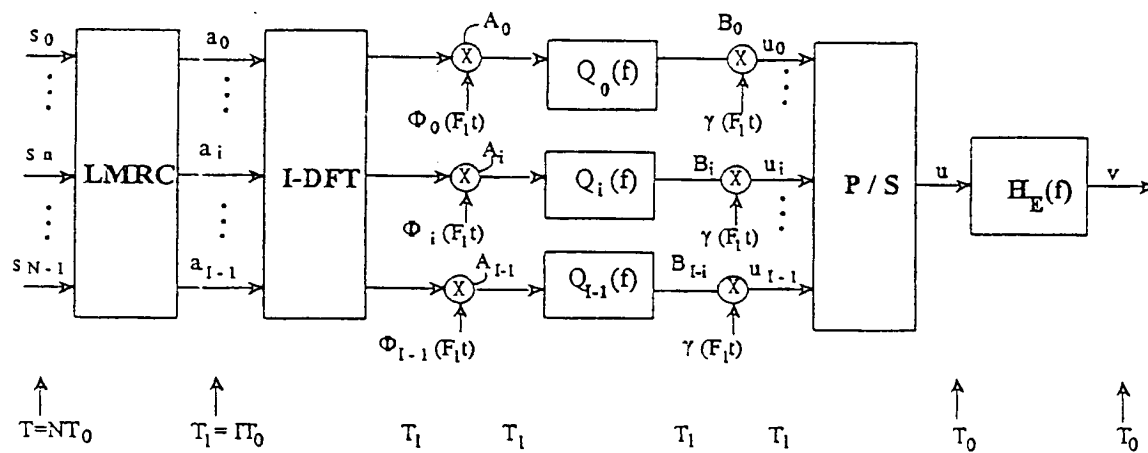 s0 a0 A0 B0 u0
Q0(f)
Φ0(F1t) γ(F1t)
sn ai Ai Bi ui u v
LMRC I-DFT Qi(f) P / S HE(f)
Φi(F1t) γ(F1t)
sN-1 aI-1 AI-1 BI-i uI-1
QI-1(f)
ΦI-1(F1t) γ(F1t)
T=NT0 T1=IT0 T1 T1 T1 T1 T0 T0
X X X X X X